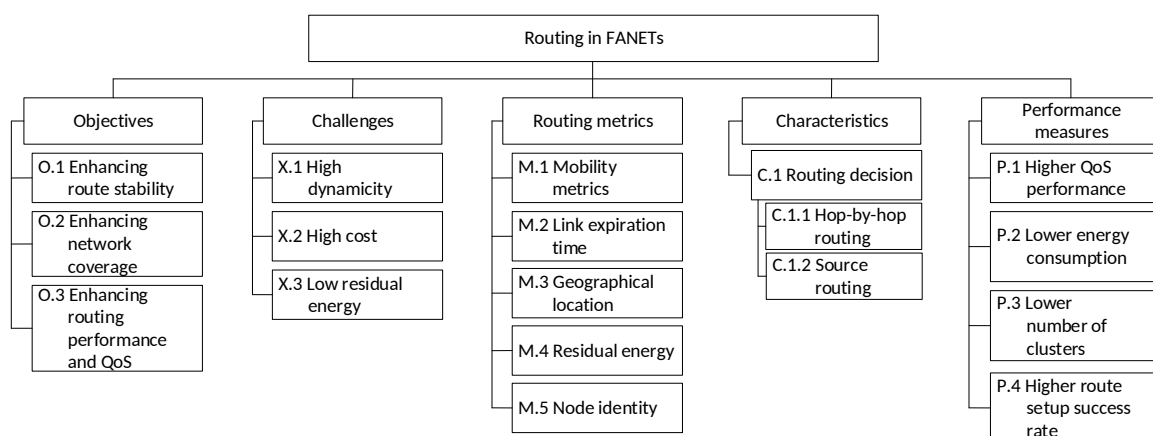 Routing in FANETs
Objectives
O.1 Enhancing
route stability
O.2 Enhancing
network
coverage
O.3 Enhancing
routing
performance
and QoS
Challenges
X.1 High
dynamicity
X.2 High cost
X.3 Low residual
energy
Routing metrics
M.1 Mobility
metrics
M.2 Link expiration
time
M.3 Geographical
location
M.4 Residual energy
M.5 Node identity
Characteristics
C.1 Routing decision
C.1.1 Hop-by-hop
routing
C.1.2 Source
routing
Performance
measures
P.1 Higher QoS
performance
P.2 Lower energy
consumption
P.3 Lower
number of
clusters
P.4 Higher route
setup success
rate